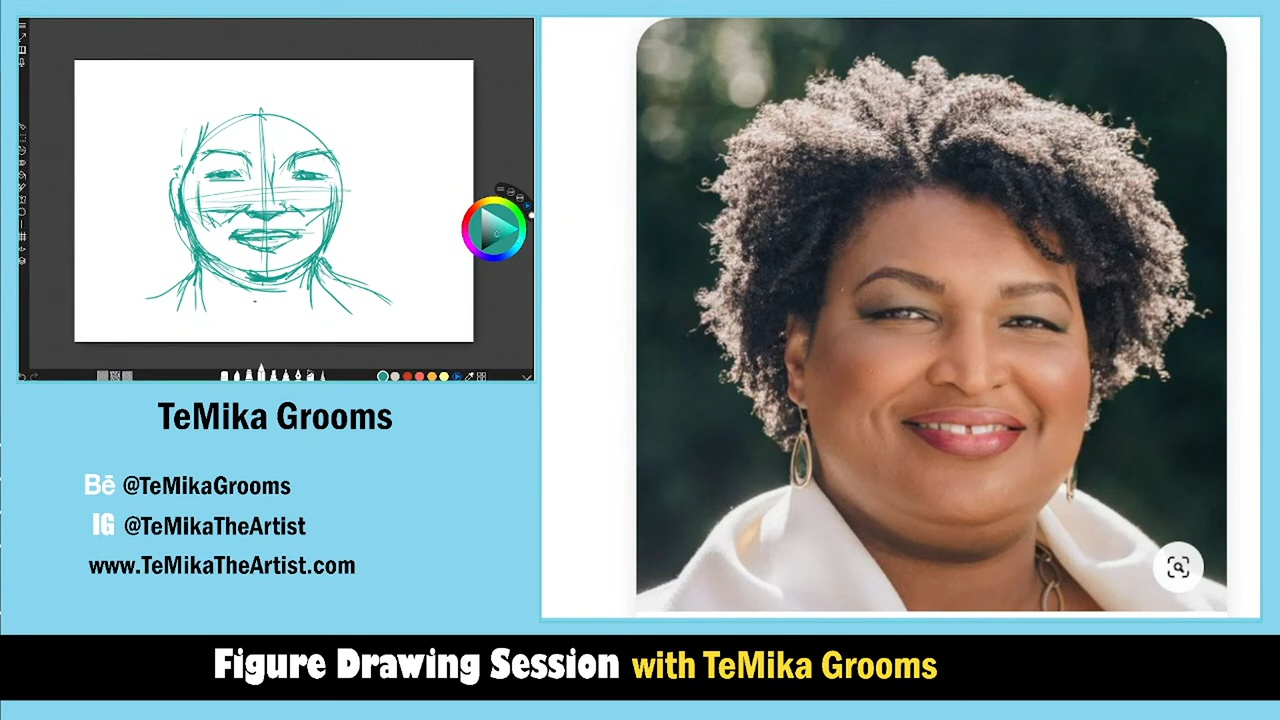 TeMika Grooms
Bē @TeMikaGrooms
IG @TeMikaTheArtist
www.TeMikaTheArtist.com
Figure Drawing Session with TeMika Grooms